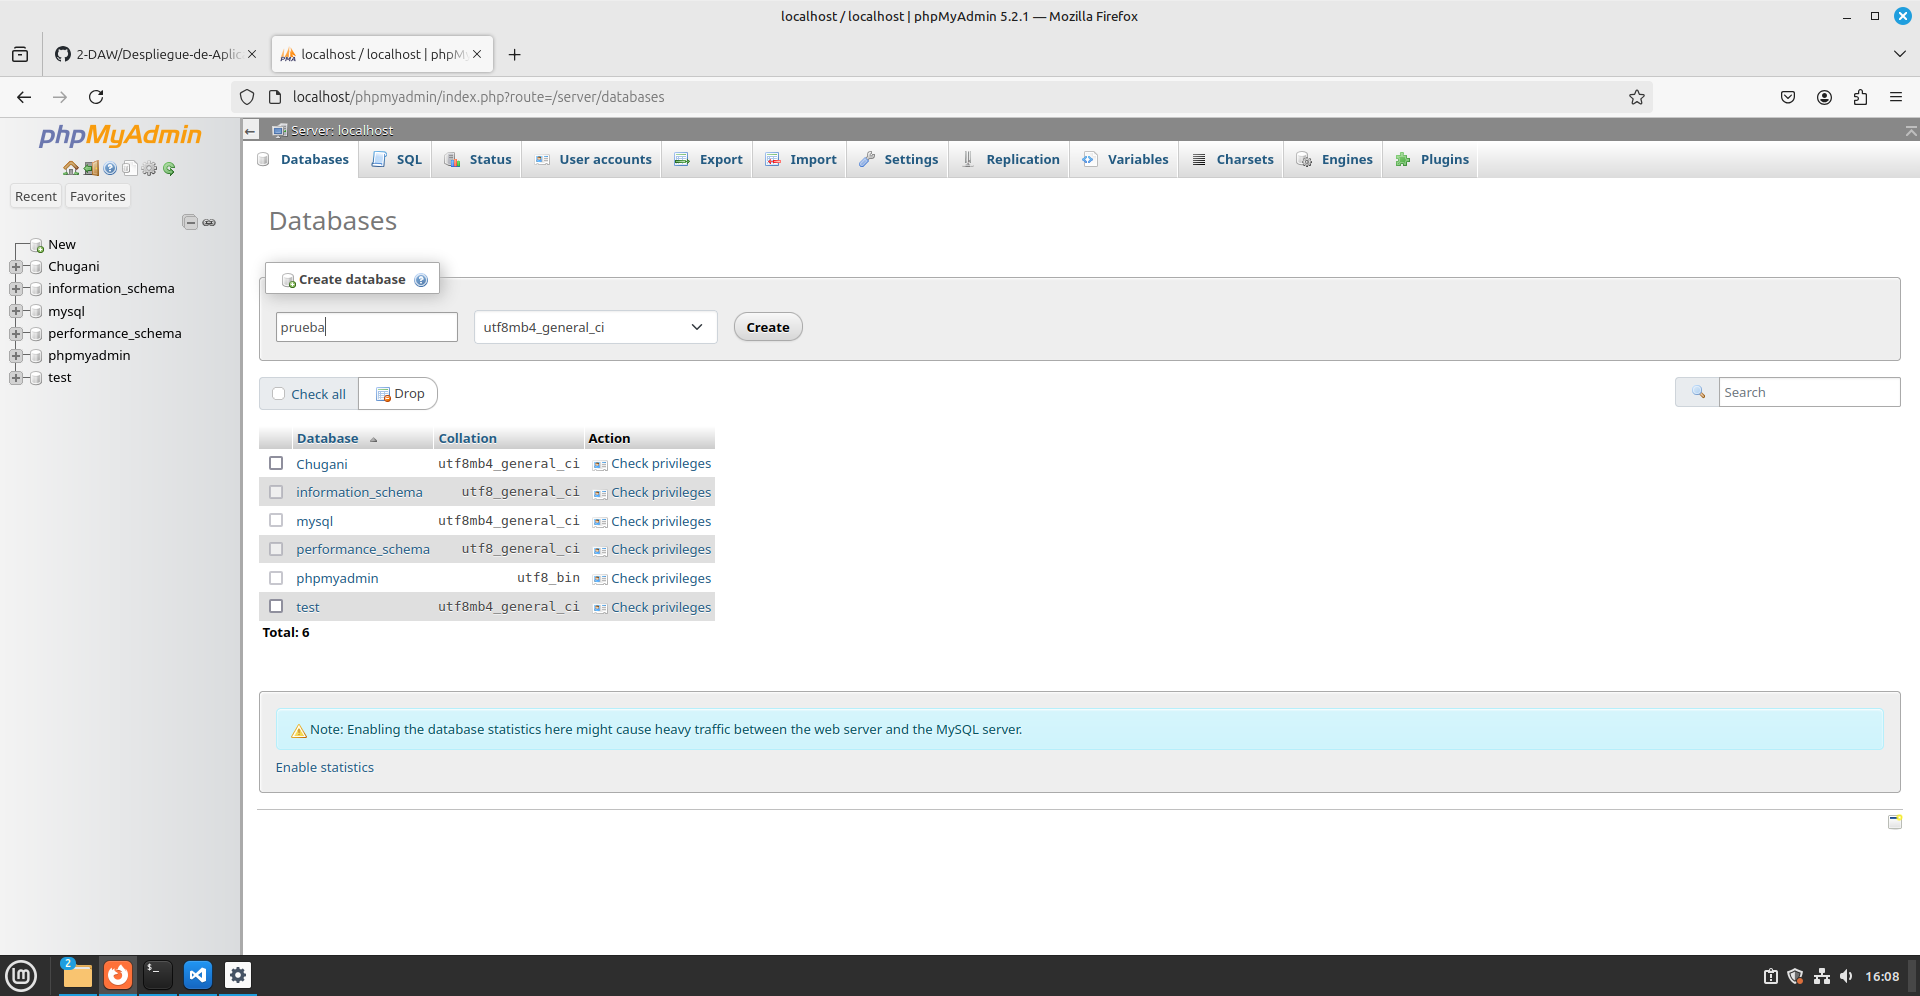 localhost / localhost | phpMyAdmin 5.2.1 — Mozilla Firefox
2-DAW/Despliegue-de-Aplic
localhost / localhost | phpM
localhost/phpmyadmin/index.php?route=/server/databases
phpMyAdmin
Recent
Favorites
New
Chugani
information_schema
mysql
performance_schema
phpmyadmin
test
Server: localhost
Databases
SQL
Status
User accounts
Export
Import
Settings
Replication
Variables
Charsets
Engines
Plugins
Databases
Create database
prueba
utf8mb4_general_ci
Create
Check all
Drop
Search
Database Collation Action
Chugani utf8mb4_general_ci Check privileges
information_schema utf8_general_ci Check privileges
mysql utf8mb4_general_ci Check privileges
performance_schema utf8_general_ci Check privileges
phpmyadmin utf8_bin Check privileges
test utf8mb4_general_ci Check privileges
Total: 6
Note: Enabling the database statistics here might cause heavy traffic between the web server and the MySQL server.
Enable statistics
2
16:08